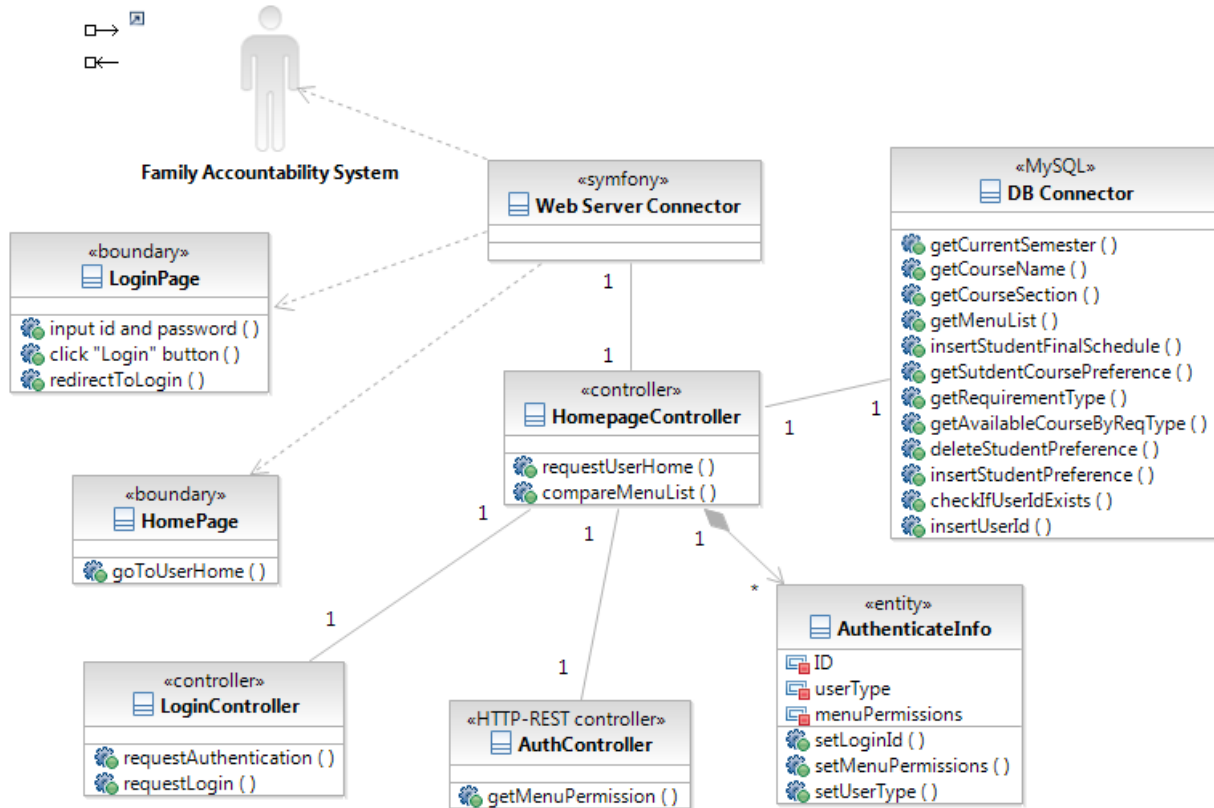 Family Accountability System
«symfony»
Web Server Connector
«MySQL»
DB Connector
getCurrentSemester ( )
getCourseName ( )
getCourseSection ( )
getMenuList ( )
insertStudentFinalSchedule ( )
getSutdentCoursePreference ( )
getRequirementType ( )
getAvailableCourseByReqType ( )
deleteStudentPreference ( )
insertStudentPreference ( )
checkIfUserIdExists ( )
insertUserId ( )
«boundary»
LoginPage
input id and password ( )
click "Login" button ( )
redirectToLogin ( )
1
1
«controller»
HomepageController
requestUserHome ( )
compareMenuList ( )
1
1
«boundary»
HomePage
goToUserHome ( )
1
1
1
*
1
1
«controller»
LoginController
requestAuthentication ( )
requestLogin ( )
«HTTP-REST controller»
AuthController
getMenuPermission ( )
«entity»
AuthenticateInfo
ID
userType
menuPermissions
setLoginId ( )
setMenuPermissions ( )
setUserType ( )